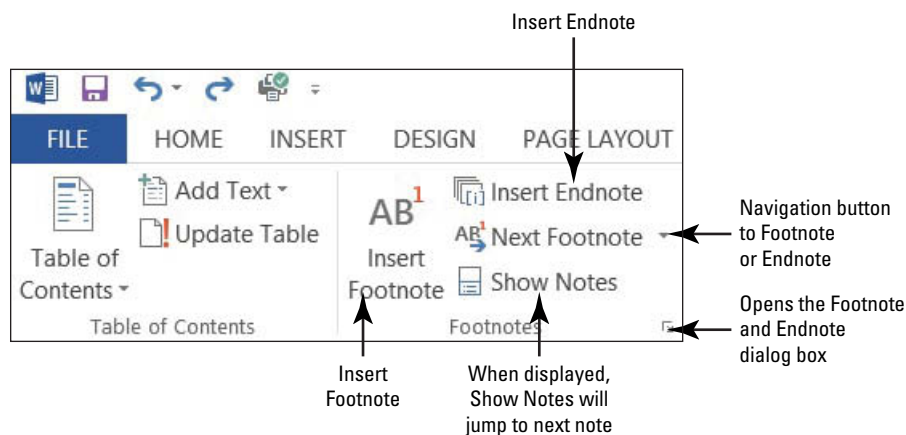 Insert Endnote
FILE HOME INSERT DESIGN PAGE LAYOUT
Add Text
Update Table
Table of
Contents
AB1
Insert
Footnote
Insert Endnote
AB1 Next Footnote
Show Notes
Table of Contents
Footnotes
Navigation button
to Footnote
or Endnote
Opens the Footnote
and Endnote
dialog box
Insert
Footnote
When displayed,
Show Notes will
jump to next note